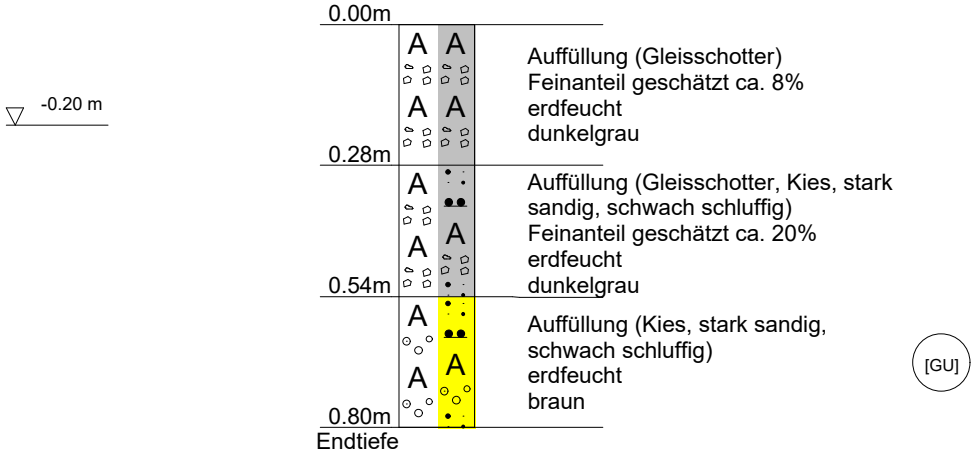 0.00m
A A
Auffüllung (Gleisschotter)
Feinanteil geschätzt ca. 8%
erdfeucht
dunkelgrau
A A
-0.20 m
0.28m
A
Auffüllung (Gleisschotter, Kies, stark
sandig, schwach schluffig)
Feinanteil geschätzt ca. 20%
erdfeucht
dunkelgrau
A
A
0.54m
A
Auffüllung (Kies, stark sandig,
schwach schluffig)
erdfeucht
braun
A
A
[GU]
0.80m
Endtiefe